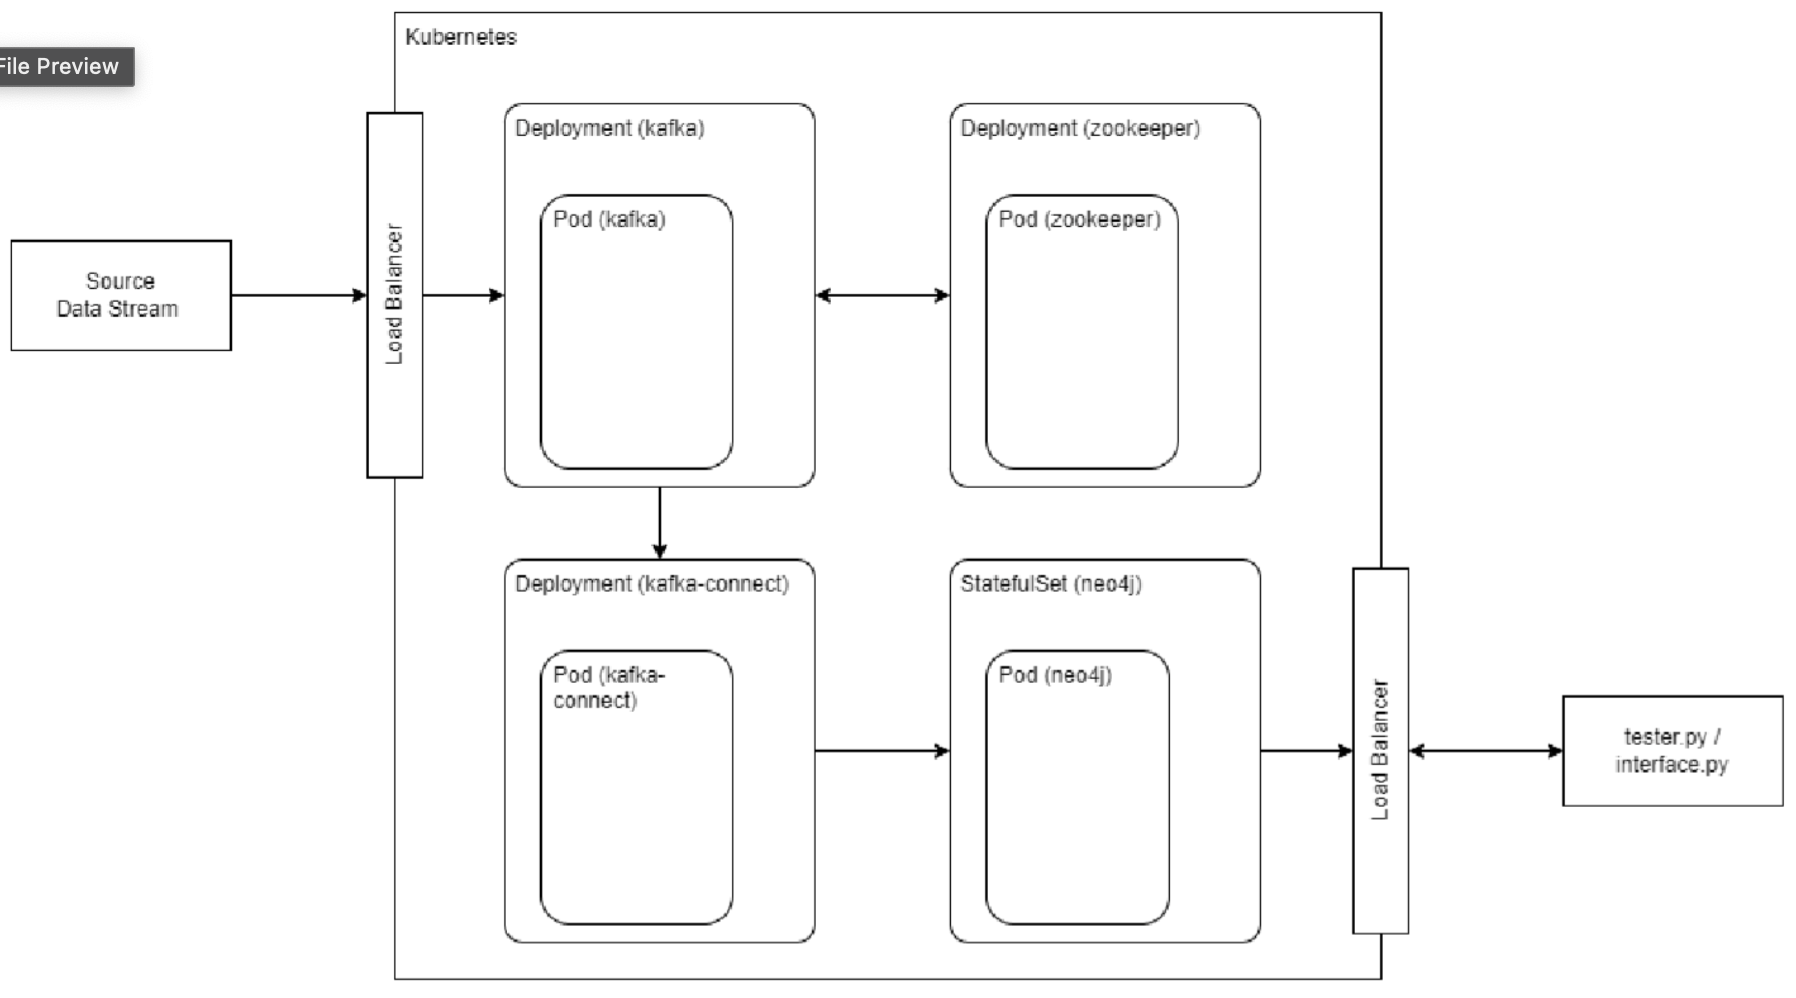 File Preview
Kubernetes
Deployment (kafka)
Deployment (zookeeper)
Pod (kafka)
Pod (zookeeper)
Load Balancer
Source
Data Stream
Deployment (kafka-connect)
StatefulSet (neo4j)
Pod (kafka-
connect)
Pod (neo4j)
Load Balancer
tester.py /
interface.py